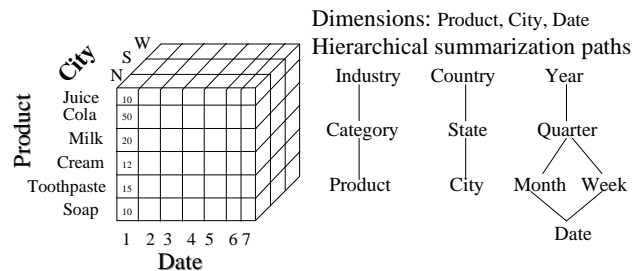 Dimensions: Product, City, Date
Hierarchical summarization paths
City
N S W
Product
Juice 10
Cola 50
Milk 20
Cream 12
Toothpaste 15
Soap 10
1 2 3 4 5 6 7
Date
Industry Country Year
Category State Quarter
Product City Month Week
Date